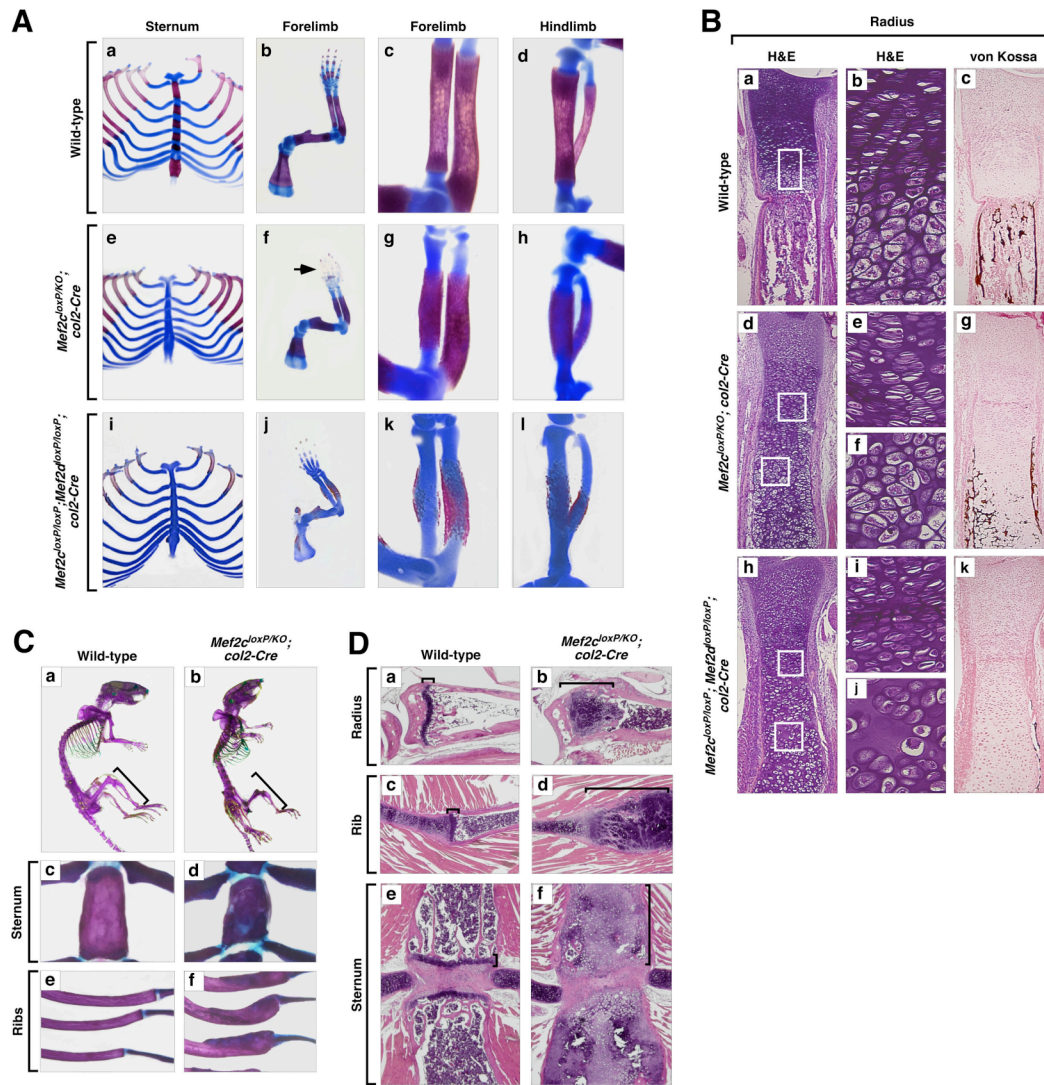 A
Sternum Forelimb Forelimb Hindlimb
Wild-type
a b c d
Mef2c^loxP/KO; col2-Cre
e f g h
Mef2c^loxP/loxP;Mef2d^loxP/loxP; col2-Cre
i j k l
B
Radius
H&E H&E von Kossa
Wild-type
a b c
Mef2c^loxP/KO; col2-Cre
d e g
f
Mef2c^loxP/loxP; Mef2d^loxP/loxP; col2-Cre
h i k
j
C
Wild-type
Mef2c^loxP/KO;
col2-Cre
a b
Sternum
c d
Ribs
e f
D
Wild-type
Mef2c^loxP/KO;
col2-Cre
Radius
a b
Rib
c d
Sternum
e f